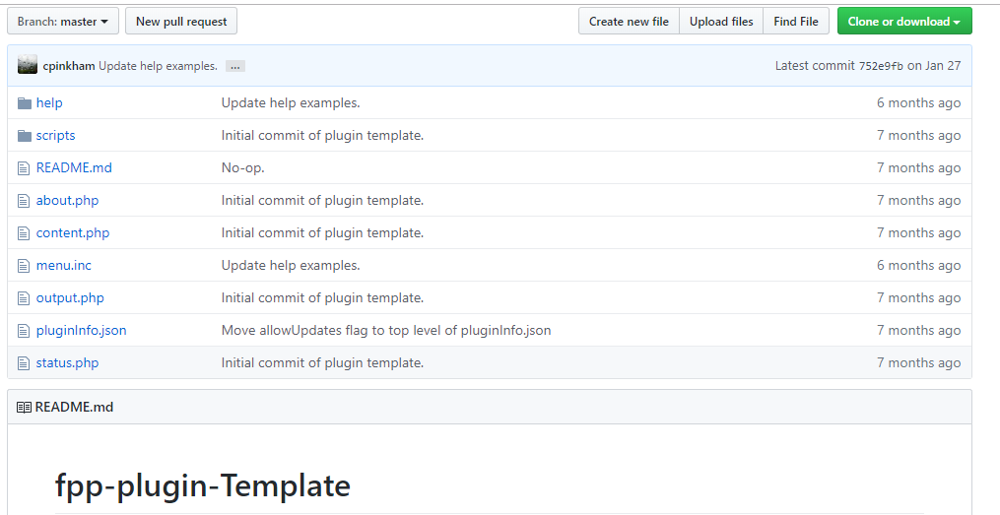 Branch: master New pull request Create new file Upload files Find File Clone or download
cpinkham Update help examples. ... Latest commit 752e9fb on Jan 27
help Update help examples. 6 months ago
scripts Initial commit of plugin template. 7 months ago
README.md No-op. 7 months ago
about.php Initial commit of plugin template. 7 months ago
content.php Initial commit of plugin template. 7 months ago
menu.inc Update help examples. 6 months ago
output.php Initial commit of plugin template. 7 months ago
pluginInfo.json Move allowUpdates flag to top level of pluginInfo.json 7 months ago
status.php Initial commit of plugin template. 7 months ago
README.md
fpp-plugin-Template